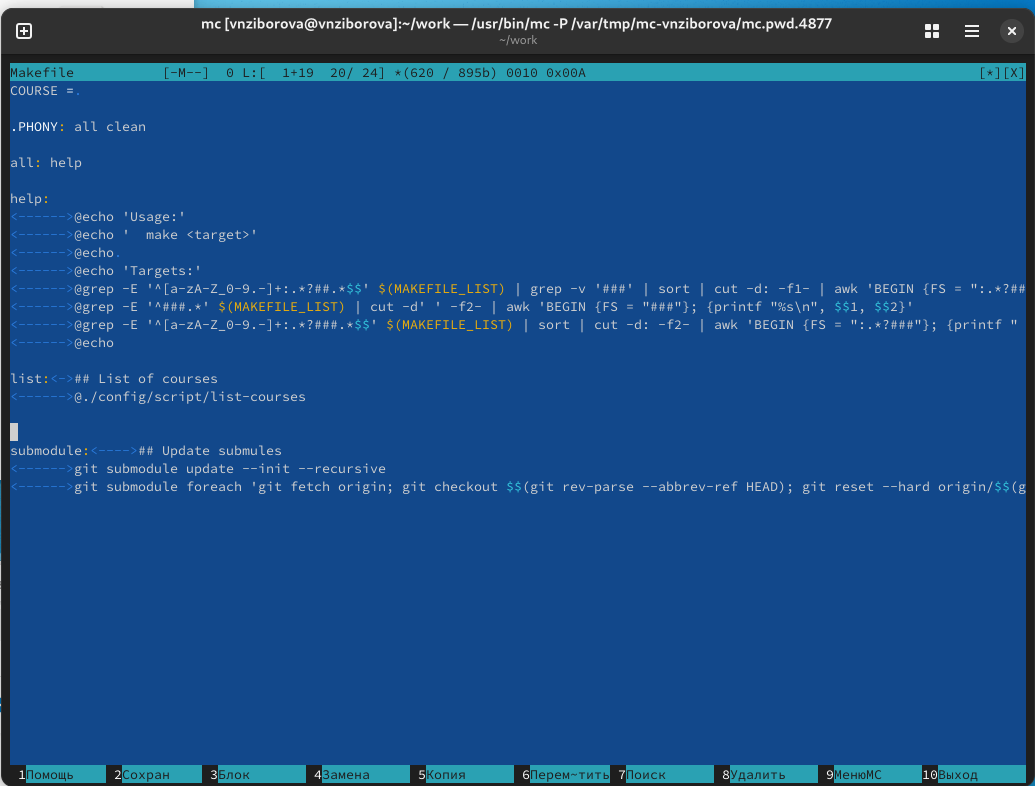 mc [vnziborova@vnziborova]:~/work — /usr/bin/mc -P /var/tmp/mc-vnziborova/mc.pwd.4877
~/work
Makefile [-M--] 0 L:[ 1+19 20/ 24] *(620 / 895b) 0010 0x00A [*][X]
COURSE =.
.PHONY: all clean
all: help
help:
<------>@echo 'Usage:'
<------>@echo '  make <target>'
<------>@echo.
<------>@echo 'Targets:'
<------>@grep -E '^[a-zA-Z_0-9.-]+:.*?##.*$$' $(MAKEFILE_LIST) | grep -v '###' | sort | cut -d: -f1- | awk 'BEGIN {FS = ":.*?##
<------>@grep -E '^###.*' $(MAKEFILE_LIST) | cut -d' ' -f2- | awk 'BEGIN {FS = "###"}; {printf "%s\n", $$1, $$2}'
<------>@grep -E '^[a-zA-Z_0-9.-]+:.*?###.*$$' $(MAKEFILE_LIST) | sort | cut -d: -f2- | awk 'BEGIN {FS = ":.*?###"}; {printf "
<------>@echo
list:<->## List of courses
<------>@./config/script/list-courses
submodule:<---->## Update submules
<------>git submodule update --init --recursive
<------>git submodule foreach 'git fetch origin; git checkout $$(git rev-parse --abbrev-ref HEAD); git reset --hard origin/$$(g
1Помощь 2Сохран 3Блок 4Замена 5Копия 6Перем~тить 7Поиск 8Удалить 9МенюMC 10Выход